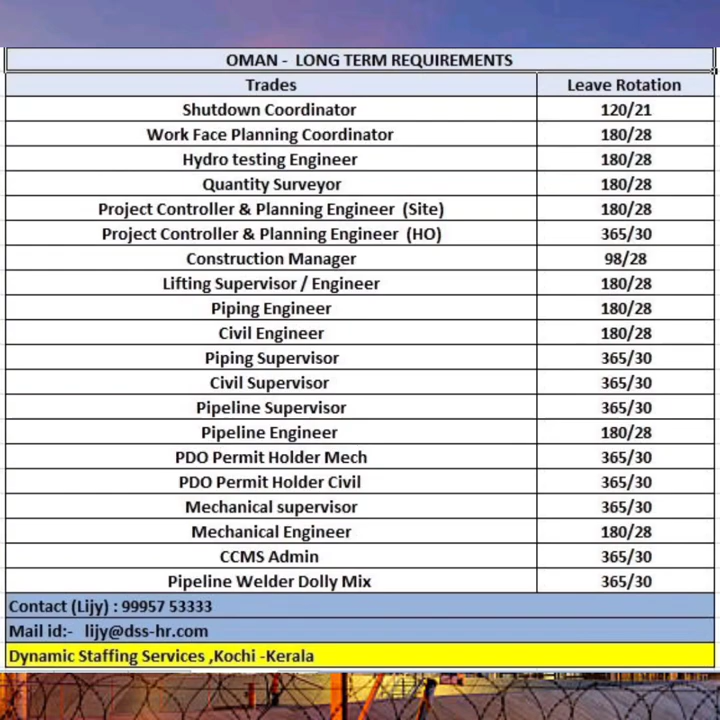 OMAN - LONG TERM REQUIREMENTS
Trades Leave Rotation
Shutdown Coordinator 120/21
Work Face Planning Coordinator 180/28
Hydro testing Engineer 180/28
Quantity Surveyor 180/28
Project Controller & Planning Engineer (Site) 180/28
Project Controller & Planning Engineer (HO) 365/30
Construction Manager 98/28
Lifting Supervisor / Engineer 180/28
Piping Engineer 180/28
Civil Engineer 180/28
Piping Supervisor 365/30
Civil Supervisor 365/30
Pipeline Supervisor 365/30
Pipeline Engineer 180/28
PDO Permit Holder Mech 365/30
PDO Permit Holder Civil 365/30
Mechanical supervisor 365/30
Mechanical Engineer 180/28
CCMS Admin 365/30
Pipeline Welder Dolly Mix 365/30
Contact (Lijy) : 99957 53333
Mail id:- lijy@dss-hr.com
Dynamic Staffing Services ,Kochi -Kerala